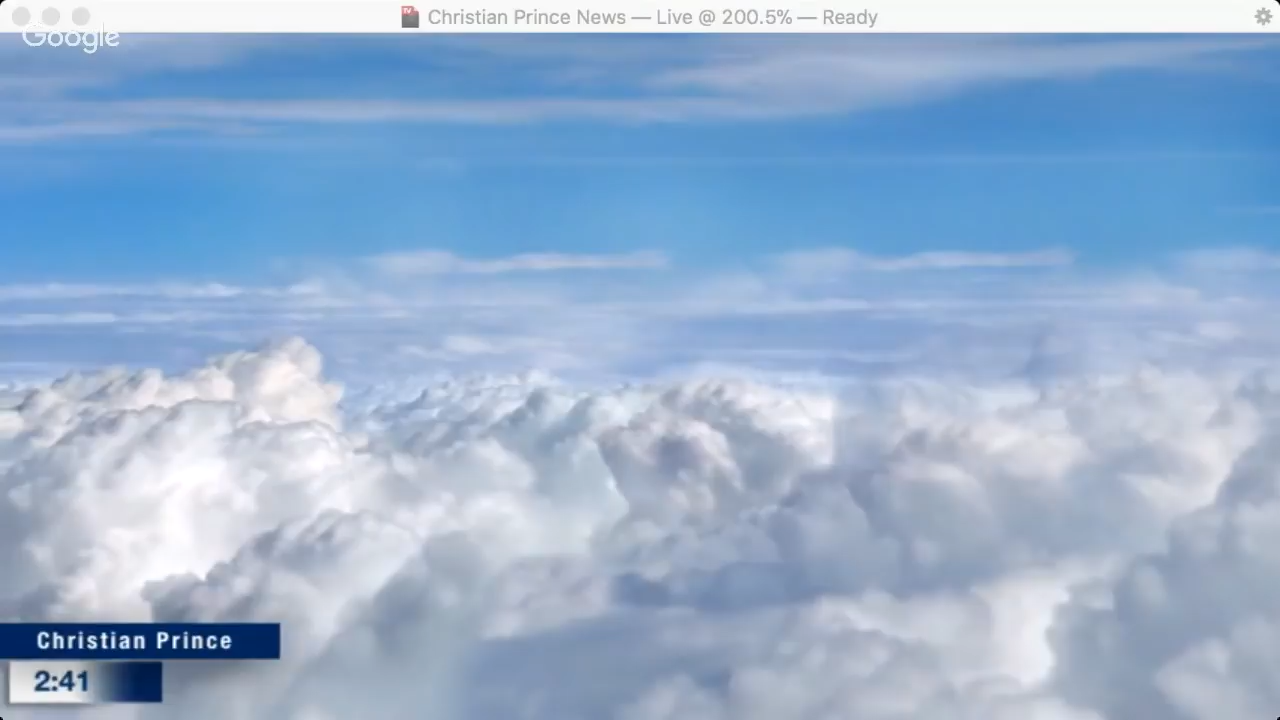 Christian Prince News — Live @ 200.5% — Ready
Google
Christian Prince
2:41